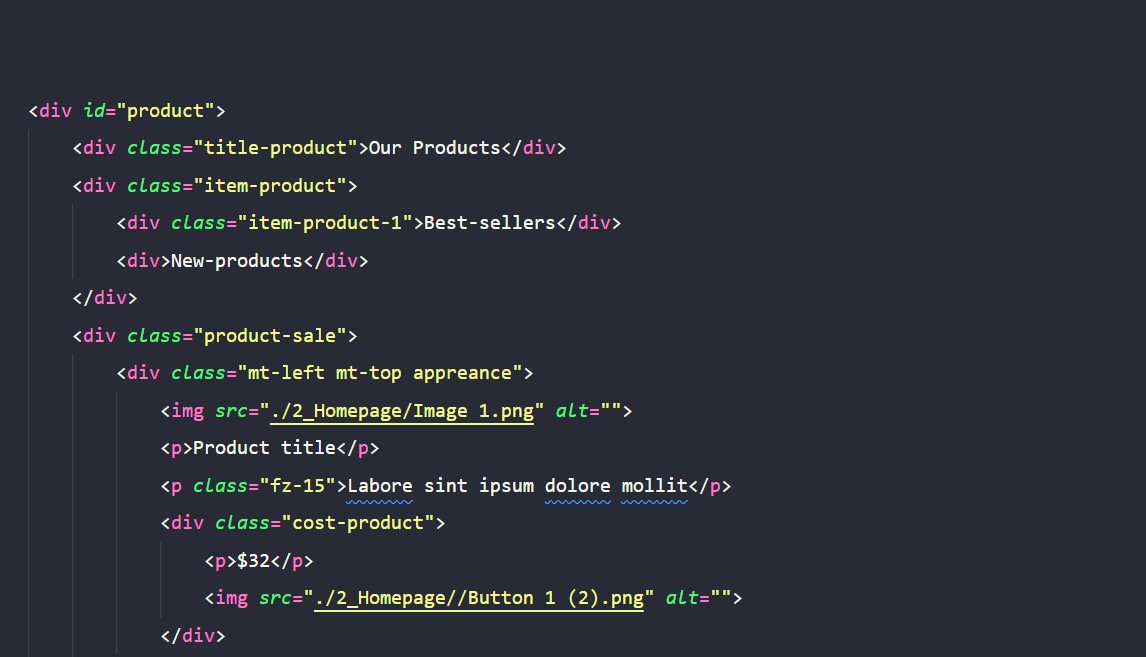 <div id="product">
<div class="title-product">Our Products</div>
<div class="item-product">
<div class="item-product-1">Best-sellers</div>
<div>New-products</div>
</div>
<div class="product-sale">
<div class="mt-left mt-top appreance">
<img src="./2_Homepage/Image 1.png" alt="">
<p>Product title</p>
<p class="fz-15">Labore sint ipsum dolore mollit</p>
<div class="cost-product">
<p>$32</p>
<img src="./2_Homepage//Button 1 (2).png" alt="">
</div>